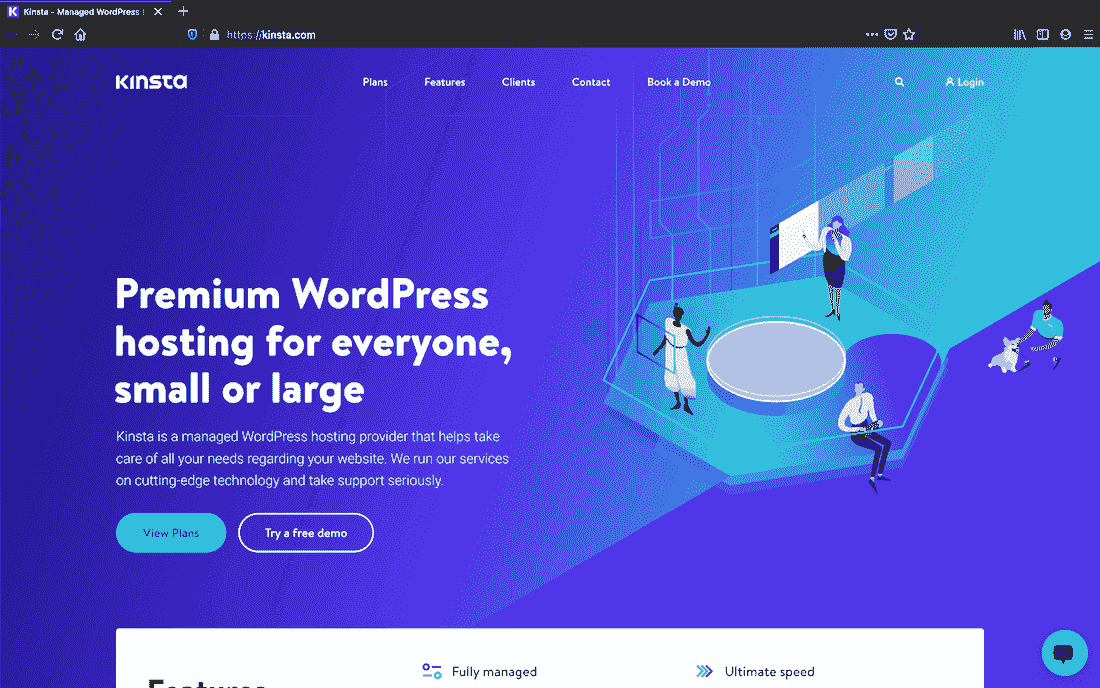 Kinsta - Managed WordPress
https://kinsta.com
Kinsta
Plans
Features
Clients
Contact
Book a Demo
Login
Premium WordPress
hosting for everyone,
small or large
Kinsta is a managed WordPress hosting provider that helps take
care of all your needs regarding your website. We run our services
on cutting-edge technology and take support seriously.
View Plans
Try a free demo
Features
Fully managed
Ultimate speed